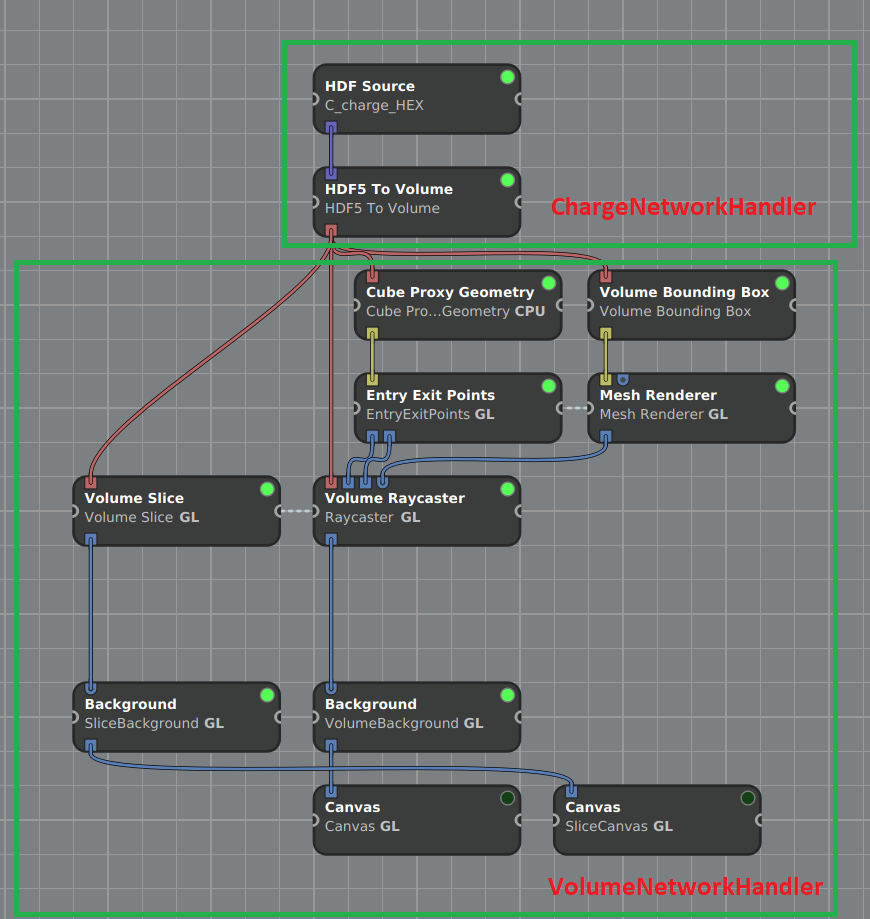 HDF Source
C_charge_HEX
HDF5 To Volume
HDF5 To Volume
ChargeNetworkHandler
Cube Proxy Geometry
Cube Pro...Geometry CPU
Volume Bounding Box
Volume Bounding Box
Entry Exit Points
EntryExitPoints GL
Mesh Renderer
Mesh Renderer GL
Volume Slice
Volume Slice GL
Volume Raycaster
Raycaster GL
Background
SliceBackground GL
Background
VolumeBackground GL
Canvas
Canvas GL
Canvas
SliceCanvas GL
VolumeNetworkHandler